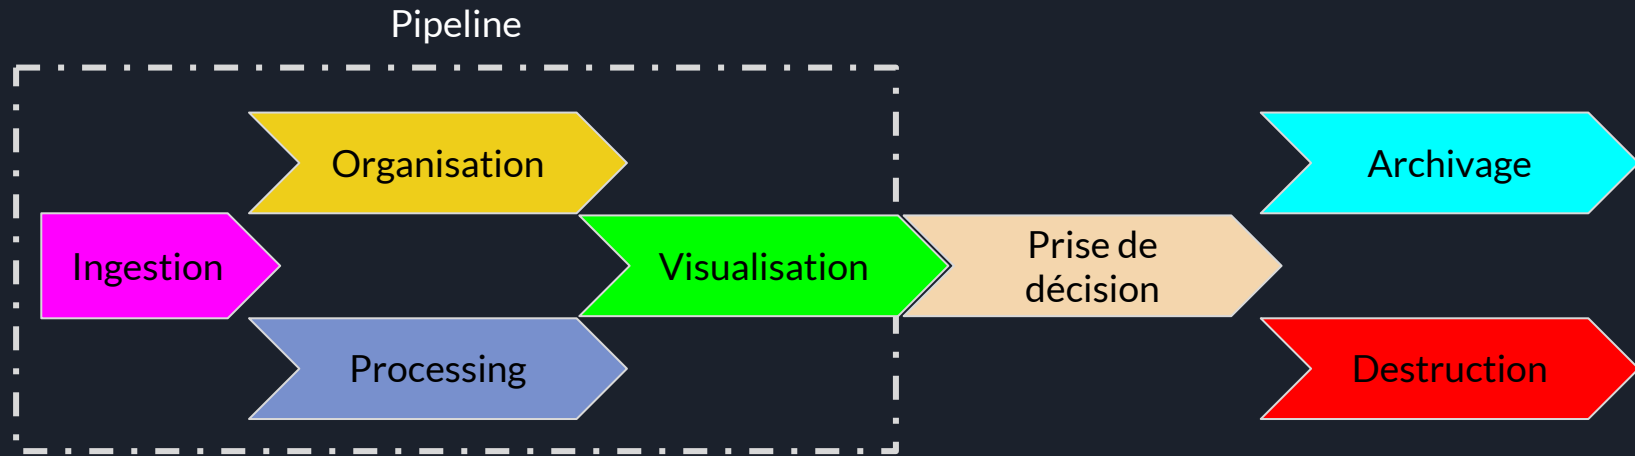 Pipeline
Organisation
Archivage
Ingestion
Visualisation
Prise de
décision
Processing
Destruction